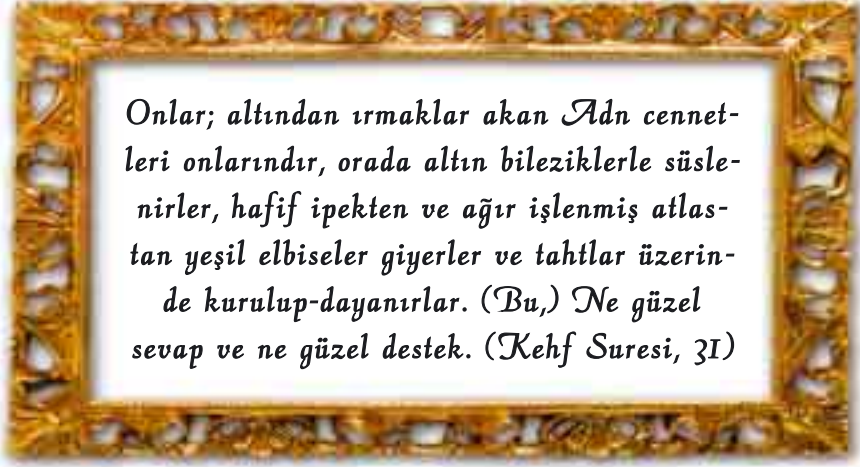 Onlar; altından ırmaklar akan Adn cennet-
leri onlarındır, orada altın bileziklerle süsle-
nirler, hafif ipekten ve ağır işlenmiş atlas-
tan yeşil elbiseler giyerler ve tahtlar üzerin-
de kurulup-dayanırlar. (Bu,) Ne güzel
sevap ve ne güzel destek. (Kehf Suresi, 31)